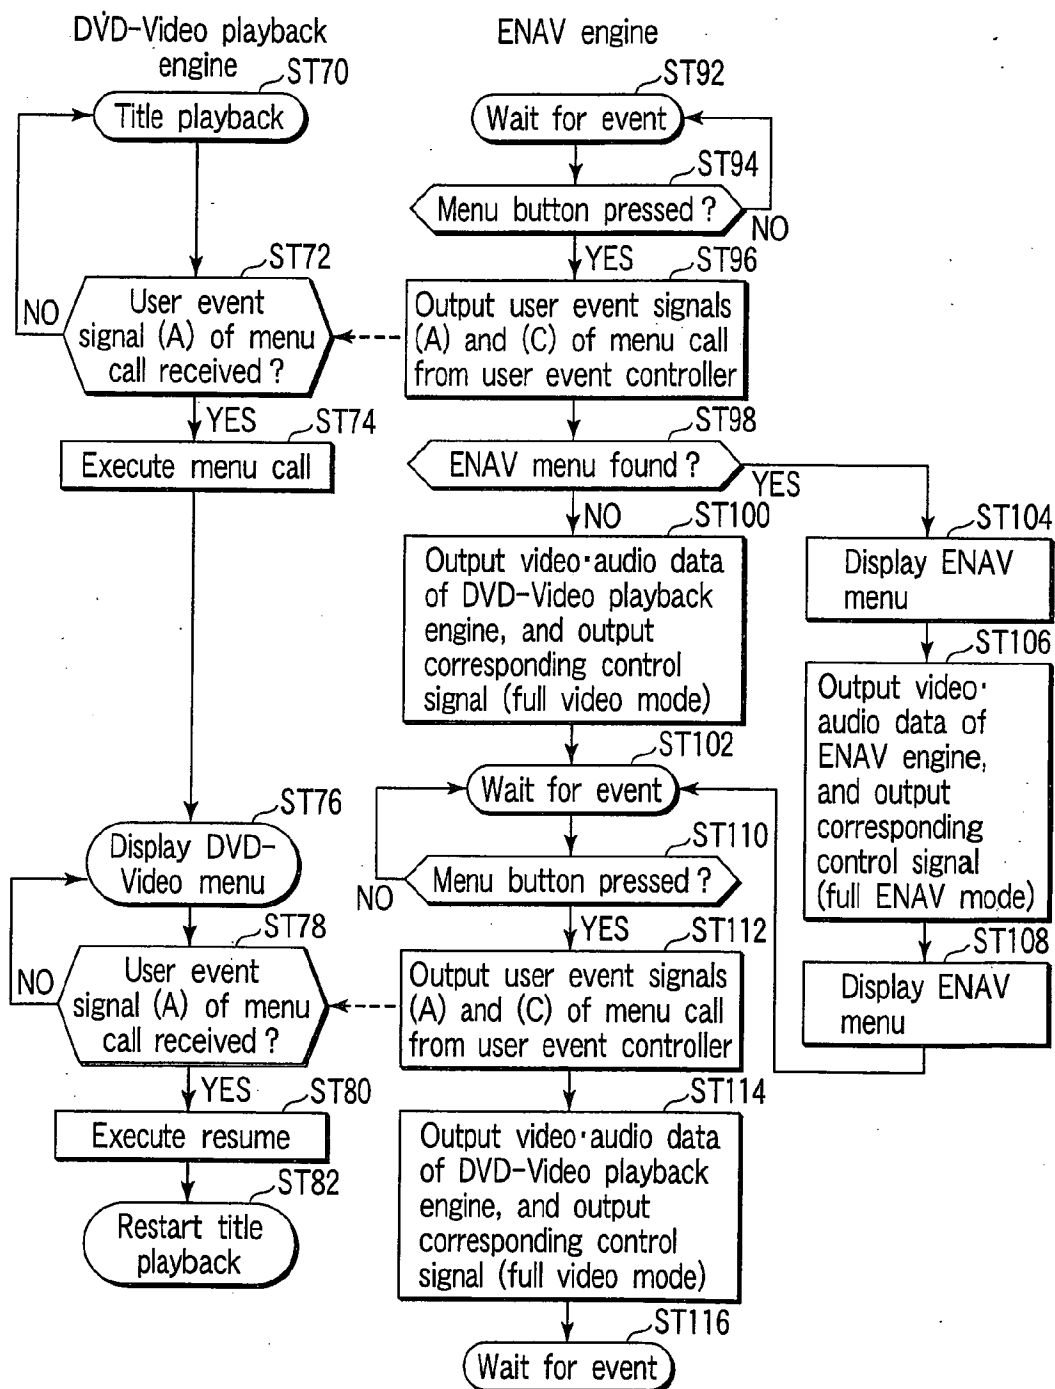 DVD-Video playback
engine
ST70
Title playback
ST72
User event
signal (A) of menu
call received?
NO
YES
ST74
Execute menu call
ST76
Display DVD-
Video menu
ST78
User event
signal (A) of menu
call received?
NO
YES
ST80
Execute resume
ST82
Restart title
playback
ENAV engine
ST92
Wait for event
ST94
Menu button pressed?
NO
YES
ST96
Output user event signals
(A) and (C) of menu call
from user event controller
ST98
ENAV menu found?
YES
NO
ST100
Output video·audio data
of DVD-Video playback
engine, and output
corresponding control
signal (full video mode)
ST102
Wait for event
ST110
Menu button pressed?
NO
YES
ST112
Output user event signals
(A) and (C) of menu call
from user event controller
ST114
Output video·audio data
of DVD-Video playback
engine, and output
corresponding control
signal (full video mode)
ST116
Wait for event
ST104
Display ENAV
menu
ST106
Output video·
audio data of
ENAV engine,
and output
corresponding
control signal
(full ENAV mode)
ST108
Display ENAV
menu